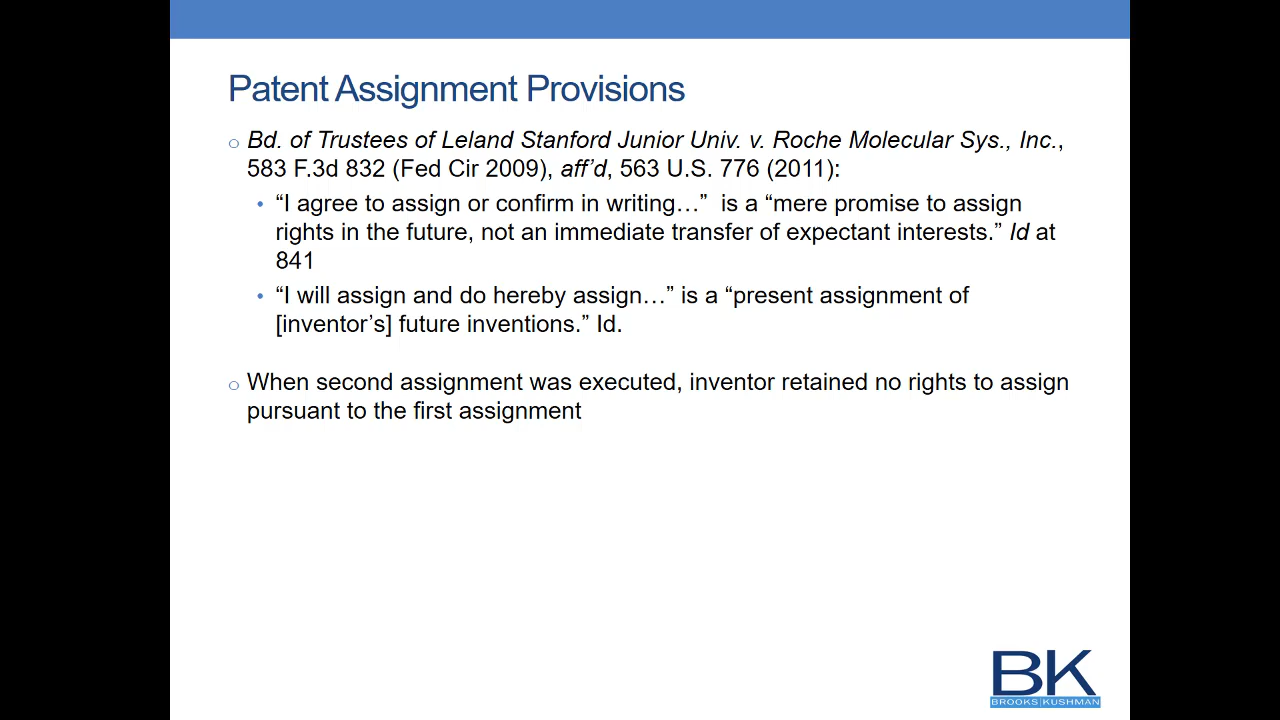 Patent Assignment Provisions
o Bd. of Trustees of Leland Stanford Junior Univ. v. Roche Molecular Sys., Inc.,
583 F.3d 832 (Fed Cir 2009), aff’d, 563 U.S. 776 (2011):
• “I agree to assign or confirm in writing…” is a “mere promise to assign
rights in the future, not an immediate transfer of expectant interests.” Id at
841
• “I will assign and do hereby assign…” is a “present assignment of
[inventor’s] future inventions.” Id.
o When second assignment was executed, inventor retained no rights to assign
pursuant to the first assignment
BK
BROOKS|KUSHMAN